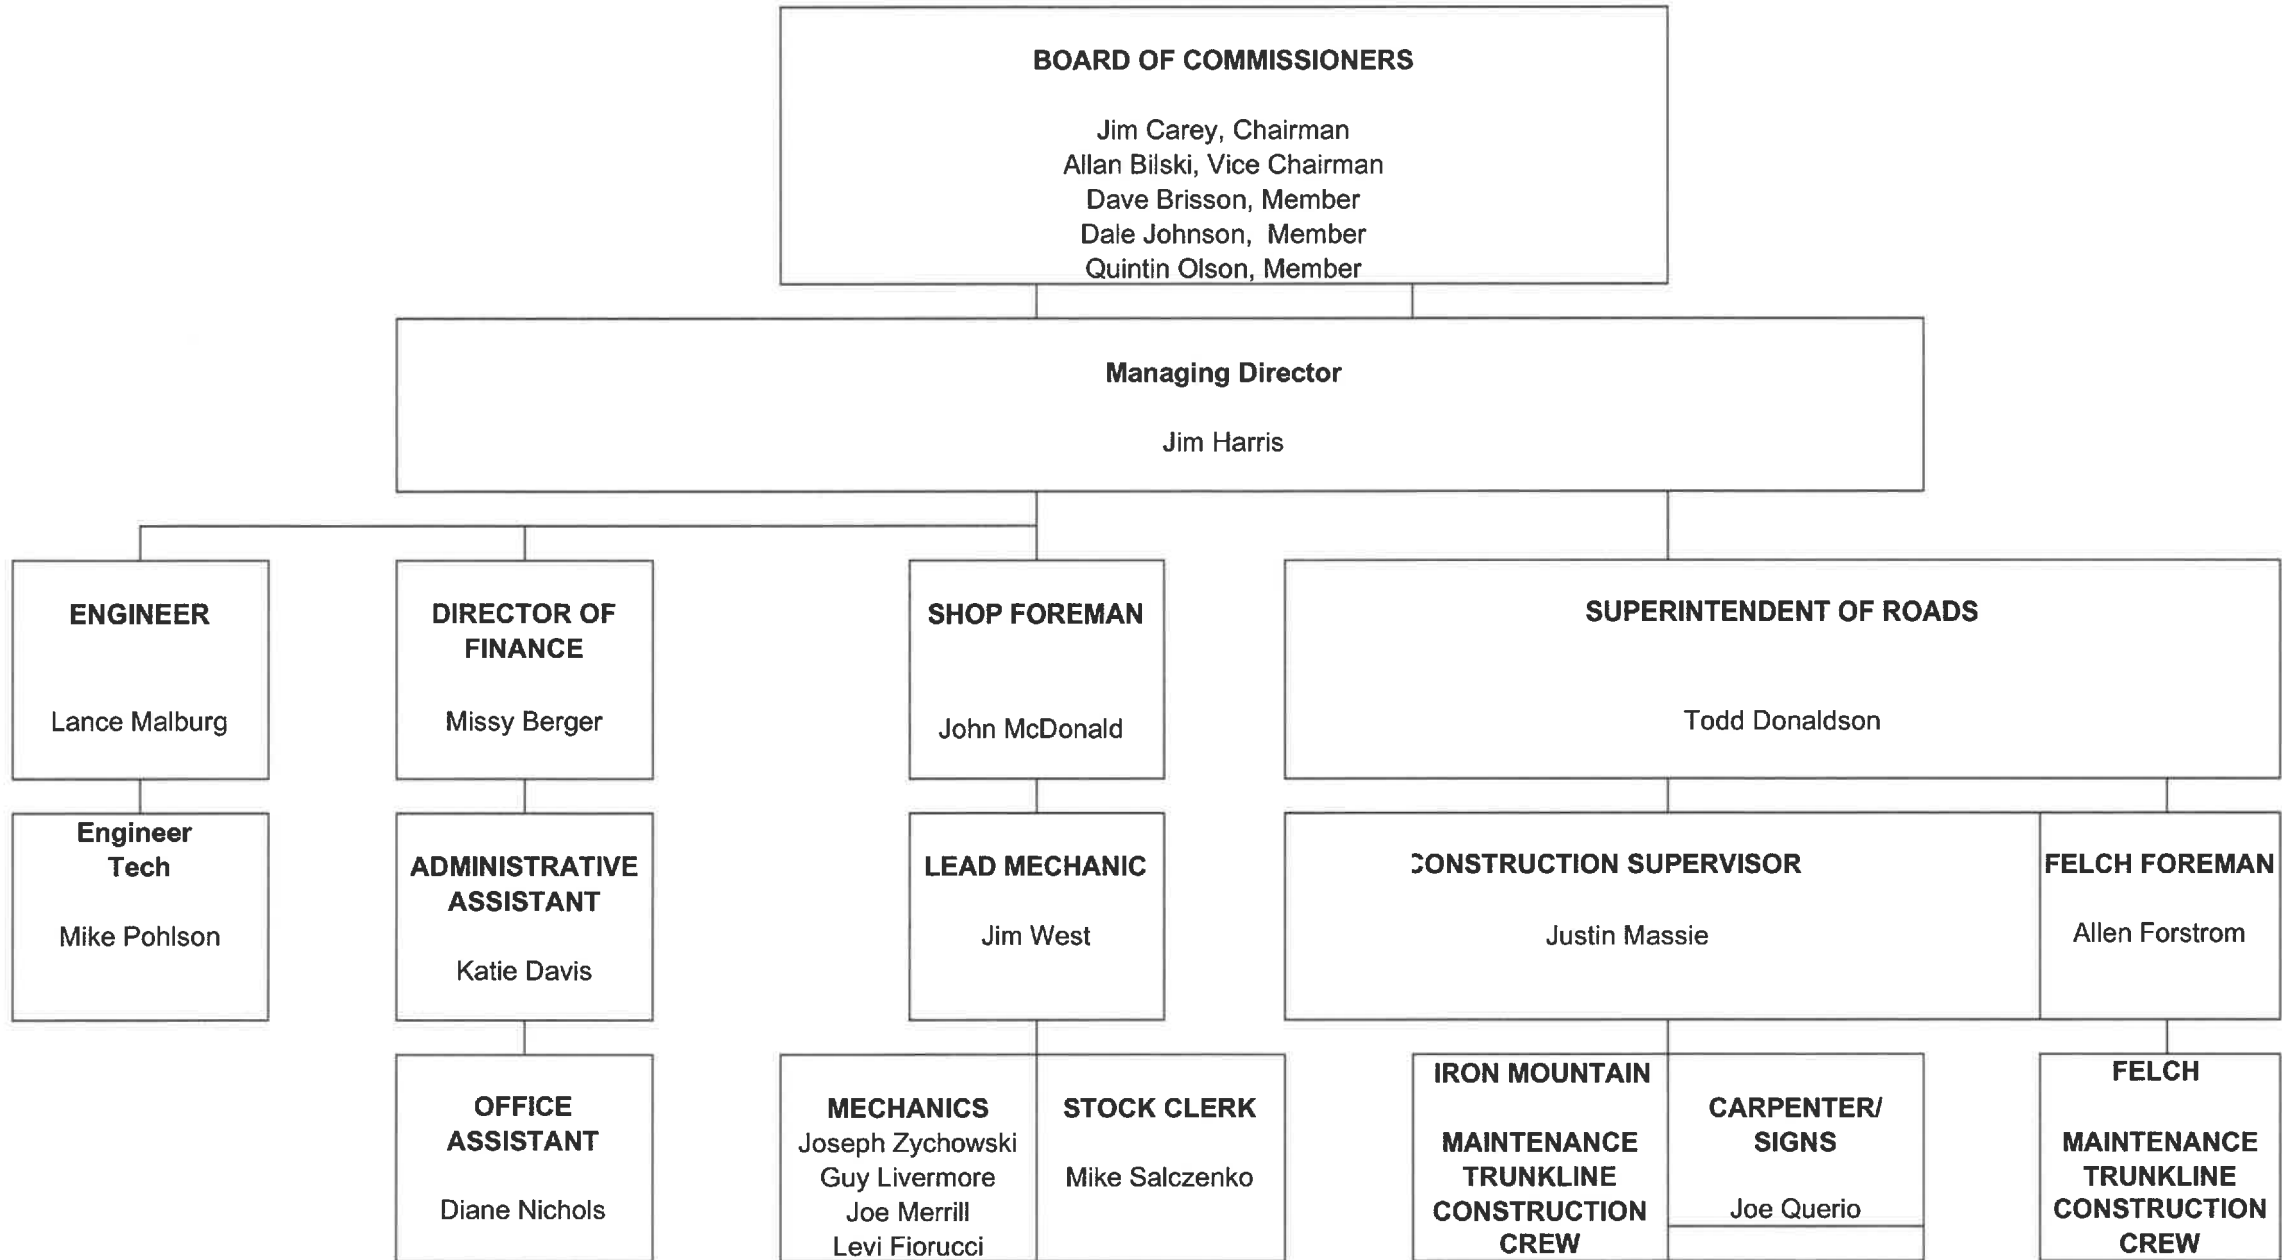 BOARD OF COMMISSIONERS
Jim Carey, Chairman
Allan Bilski, Vice Chairman
Dave Brisson, Member
Dale Johnson, Member
Quintin Olson, Member
Managing Director
Jim Harris
ENGINEER
Lance Malburg
DIRECTOR OF
FINANCE
Missy Berger
SHOP FOREMAN
John McDonald
SUPERINTENDENT OF ROADS
Todd Donaldson
Engineer
Tech
Mike Pohlson
ADMINISTRATIVE
ASSISTANT
Katie Davis
LEAD MECHANIC
Jim West
CONSTRUCTION SUPERVISOR
Justin Massie
FELCH FOREMAN
Allen Forstrom
OFFICE
ASSISTANT
Diane Nichols
MECHANICS
Joseph Zychowski
Guy Livermore
Joe Merrill
Levi Fiorucci
STOCK CLERK
Mike Salczenko
IRON MOUNTAIN
MAINTENANCE
TRUNKLINE
CONSTRUCTION
CREW
CARPENTER/
SIGNS
Joe Querio
FELCH
MAINTENANCE
TRUNKLINE
CONSTRUCTION
CREW